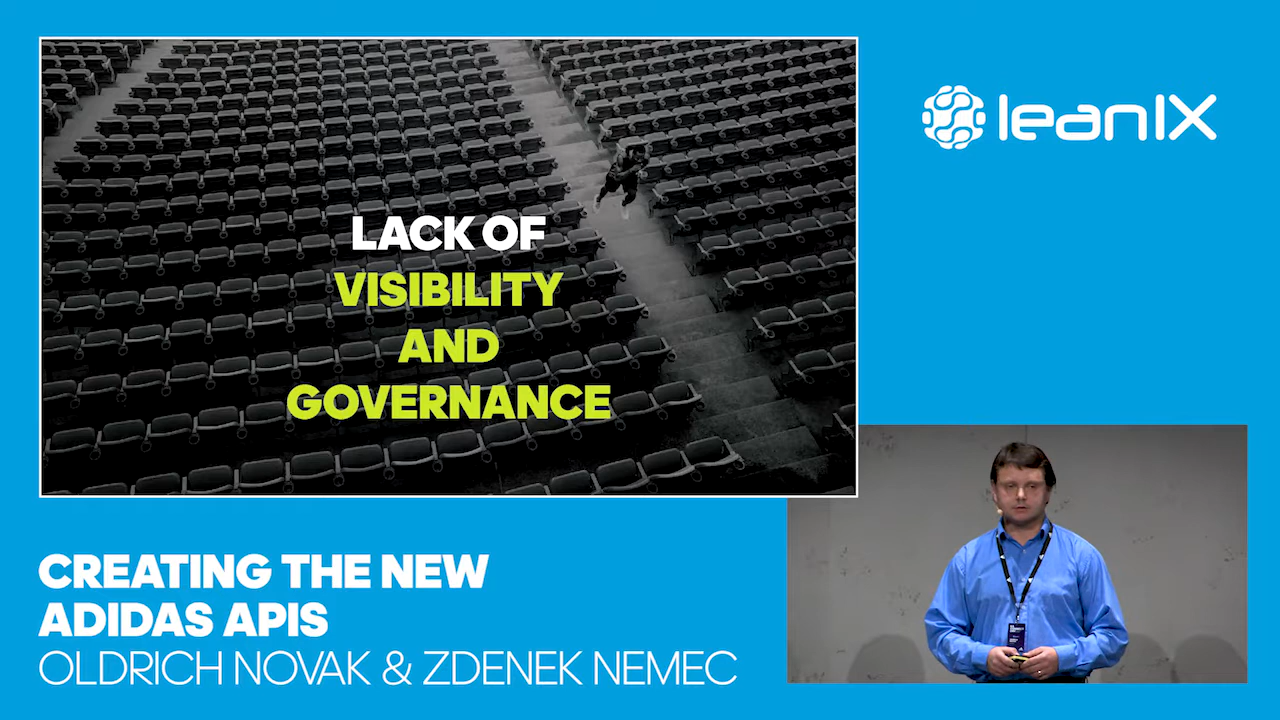 LACK OF
VISIBILITY
AND
GOVERNANCE
leanIX
CREATING THE NEW
ADIDAS APIS
OLDRICH NOVAK & ZDENEK NEMEC